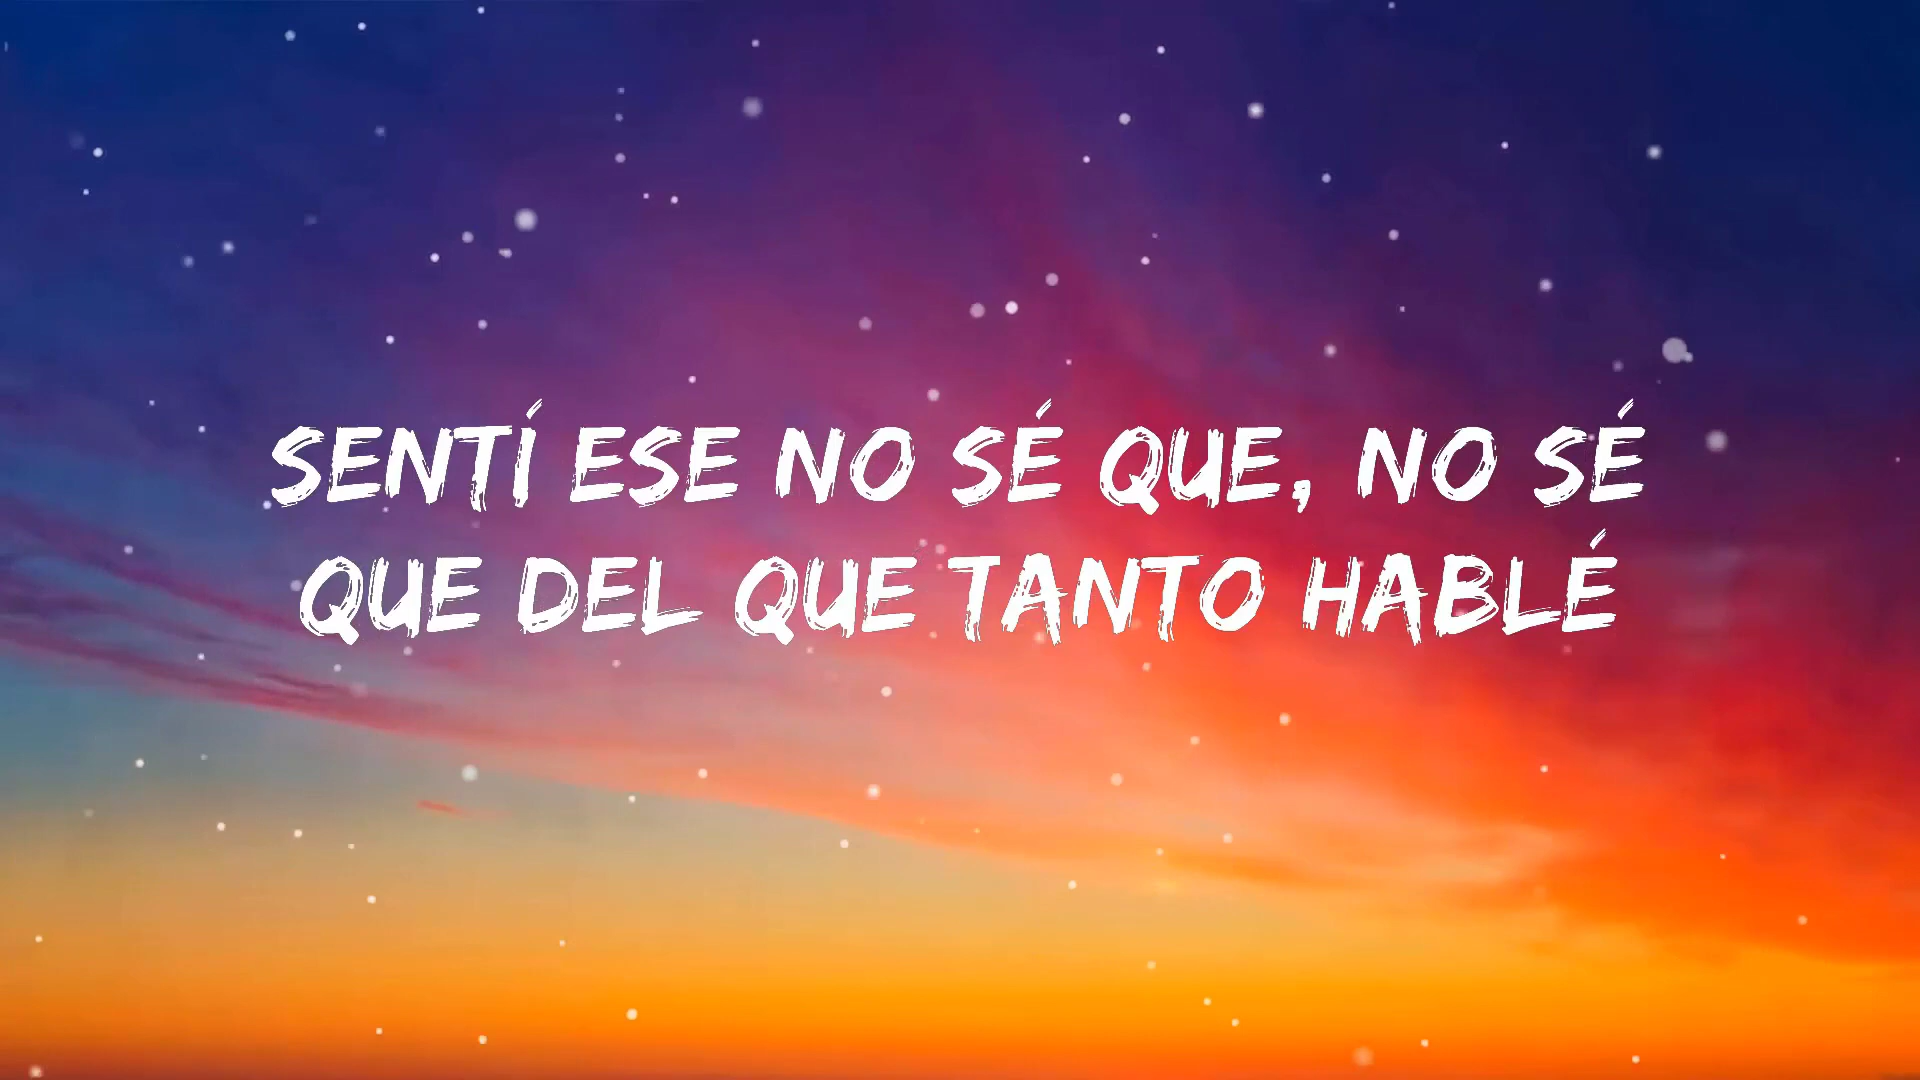 SENTÍ ESE NO SÉ QUE, NO SÉ
QUE DEL QUE TANTO HABLÉ